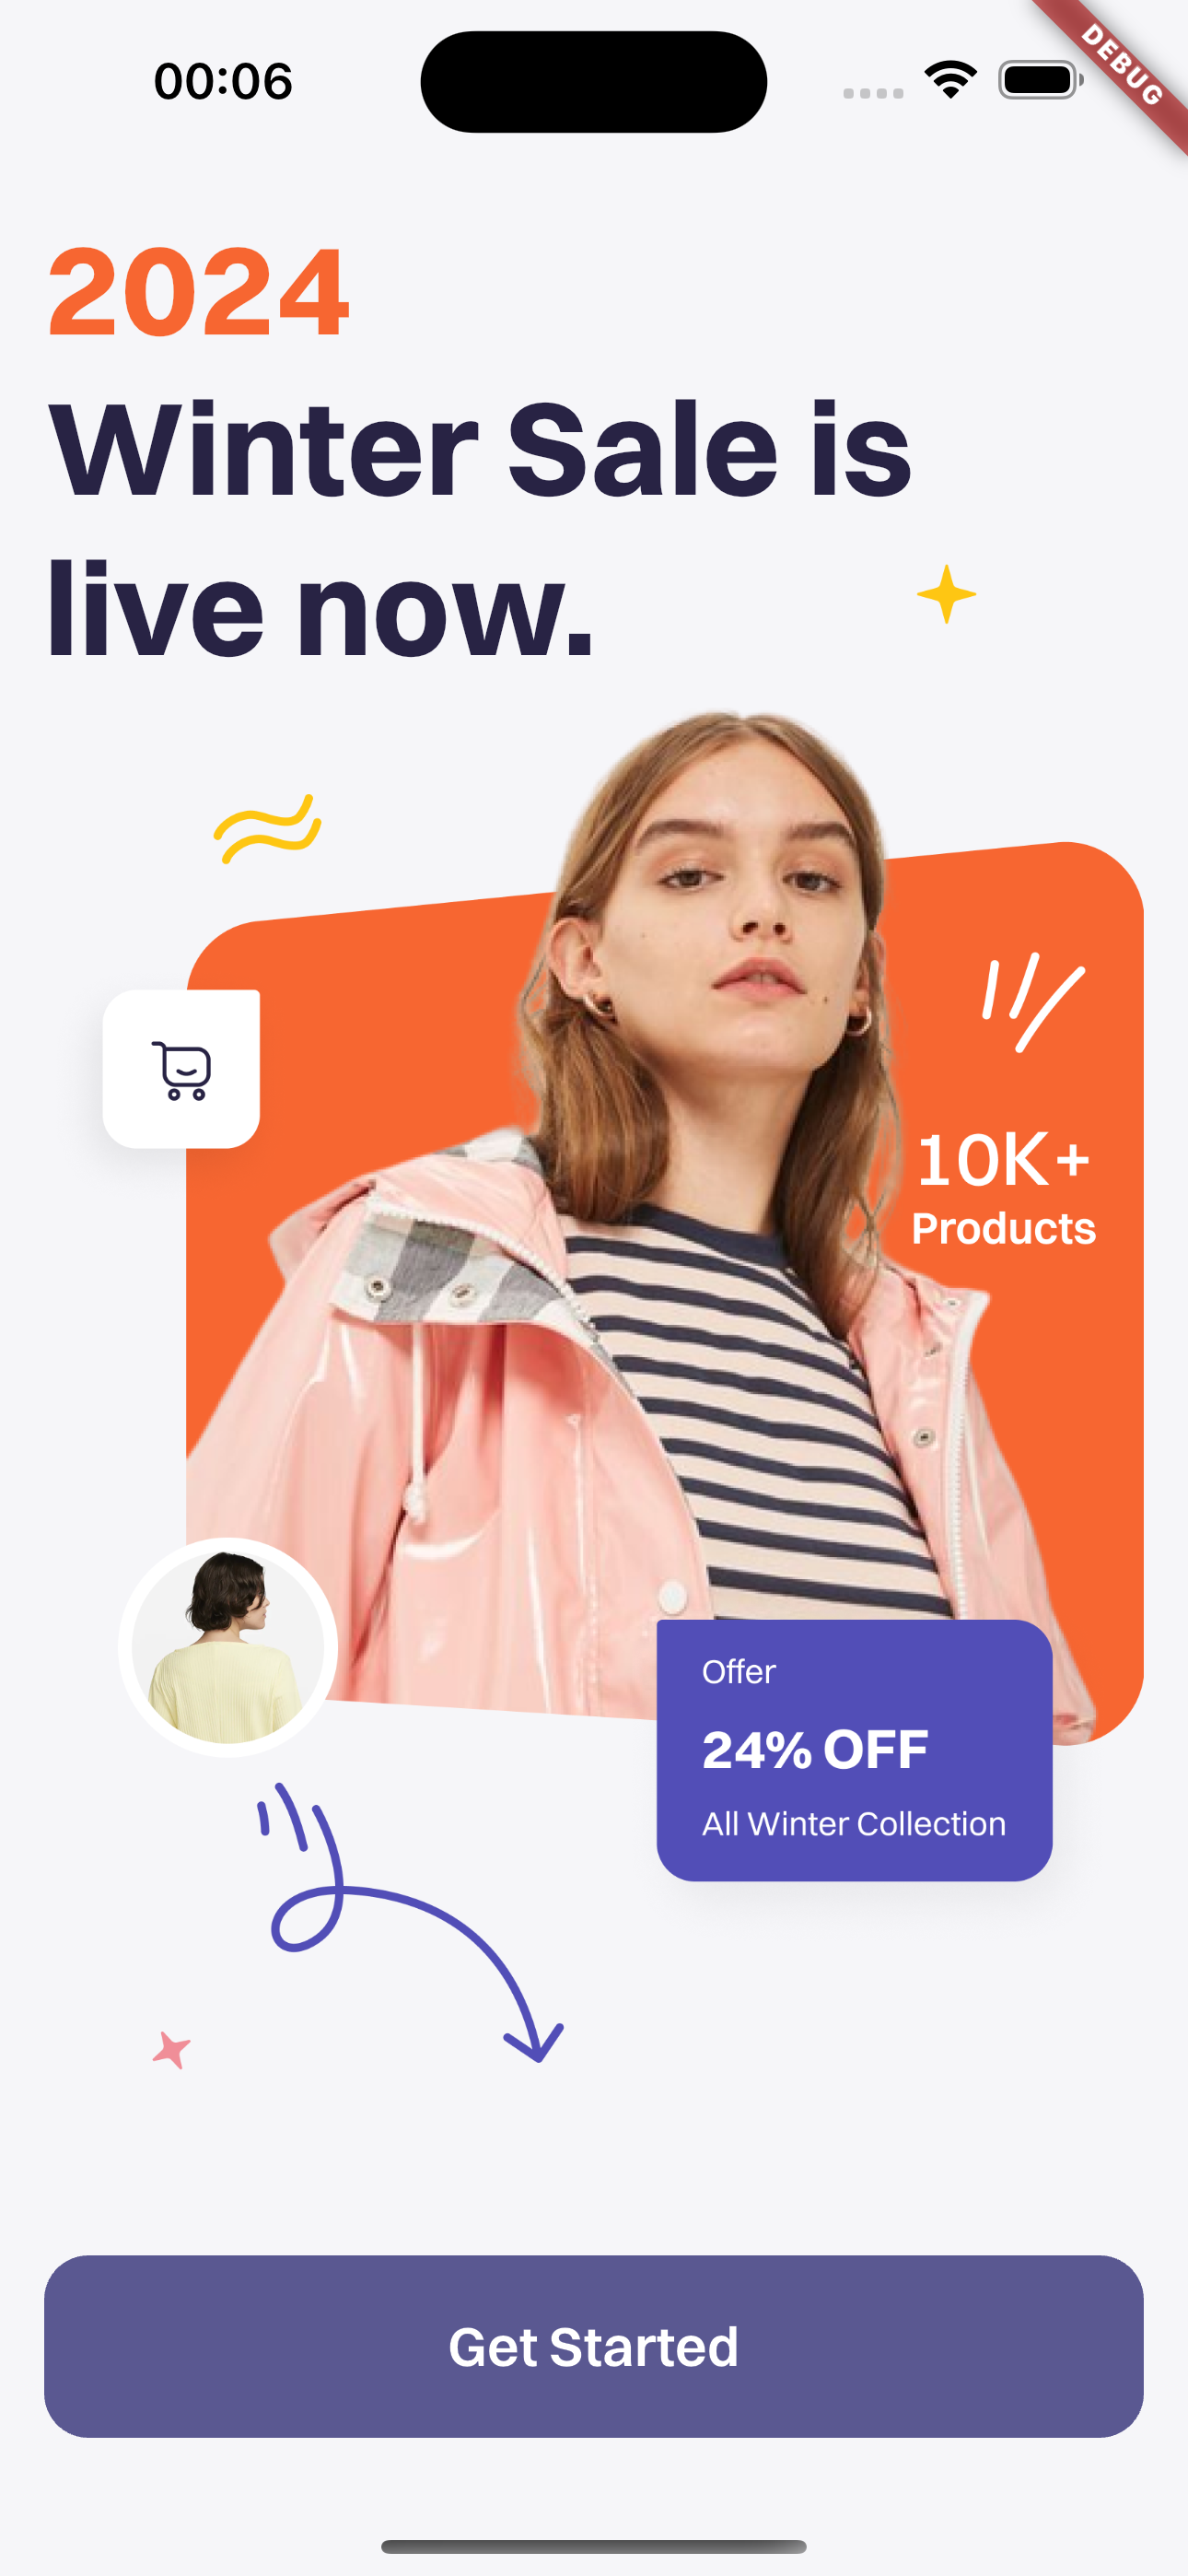 00:06
DEBUG
2024
Winter Sale is
live now.
10K+
Products
Offer
24% OFF
All Winter Collection
Get Started